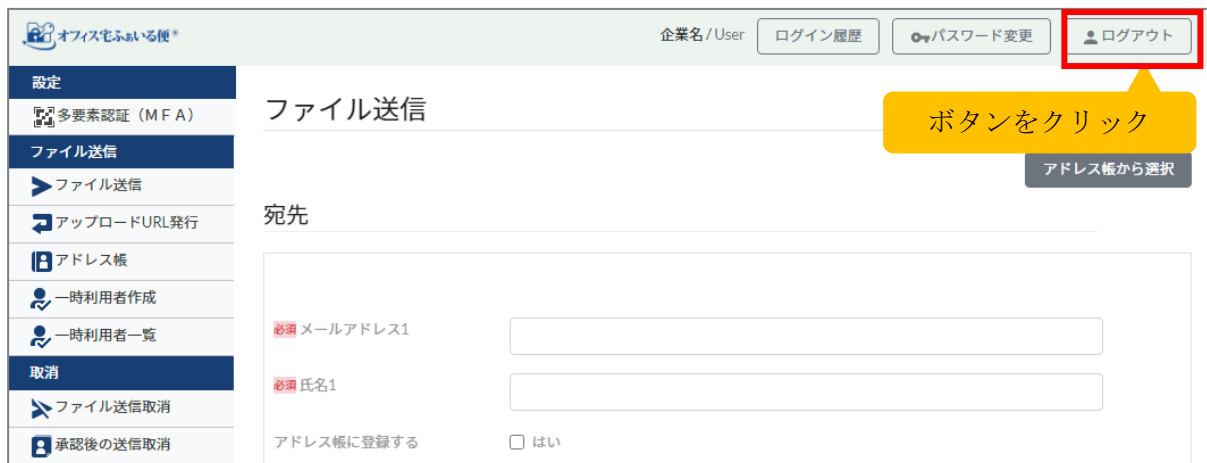 オフィス宅ふぁいる便®
企業名/User
ログイン履歴
パスワード変更
ログアウト
設定
多要素認証（ＭＦＡ）
ファイル送信
ファイル送信
アップロードURL発行
アドレス帳
一時利用者作成
一時利用者一覧
取消
ファイル送信取消
承認後の送信取消
ファイル送信
ボタンをクリック
アドレス帳から選択
宛先
必須 メールアドレス1
必須 氏名1
アドレス帳に登録する
はい